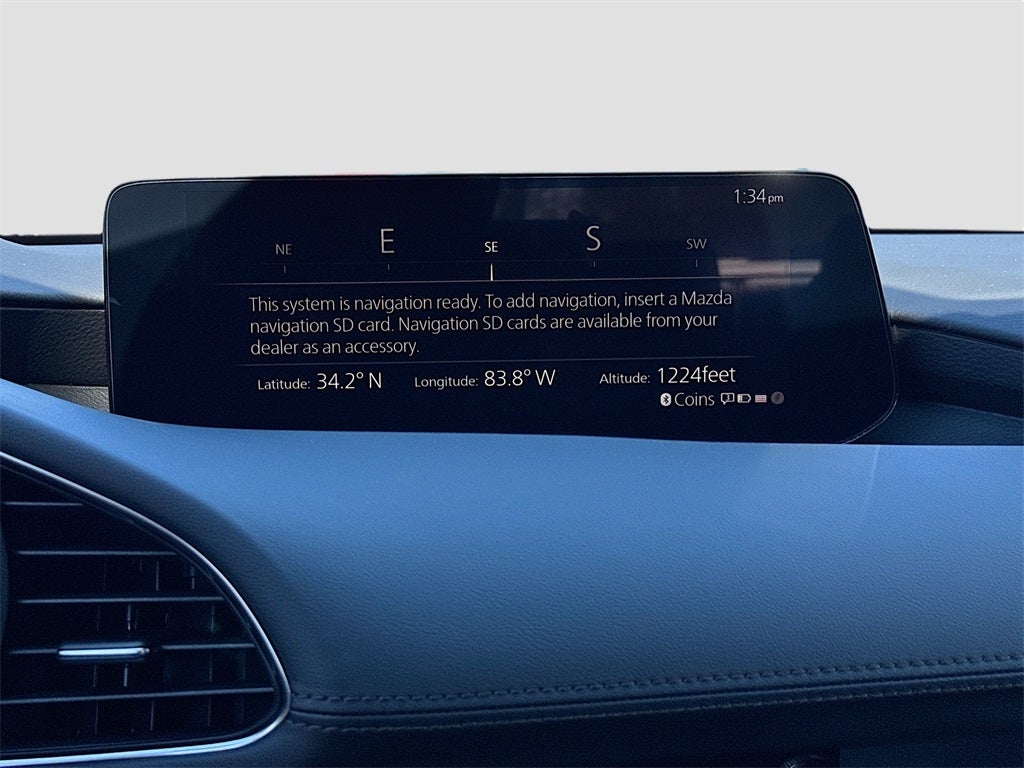 1:34pm
NE E SE S SW
This system is navigation ready. To add navigation, insert a Mazda
navigation SD card. Navigation SD cards are available from your
dealer as an accessory.
Latitude: 34.2° N Longitude: 83.8° W Altitude: 1224feet
Coins